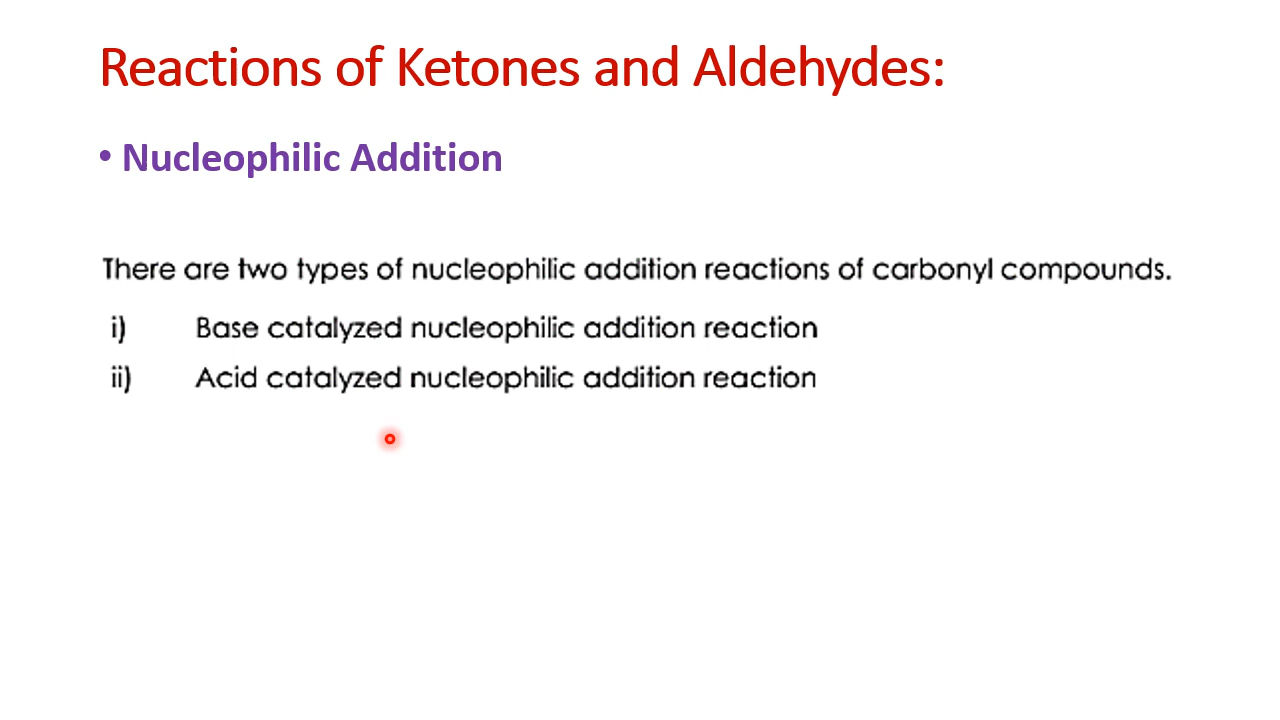 Reactions of Ketones and Aldehydes:
• Nucleophilic Addition
There are two types of nucleophilic addition reactions of carbonyl compounds.
i) Base catalyzed nucleophilic addition reaction
ii) Acid catalyzed nucleophilic addition reaction